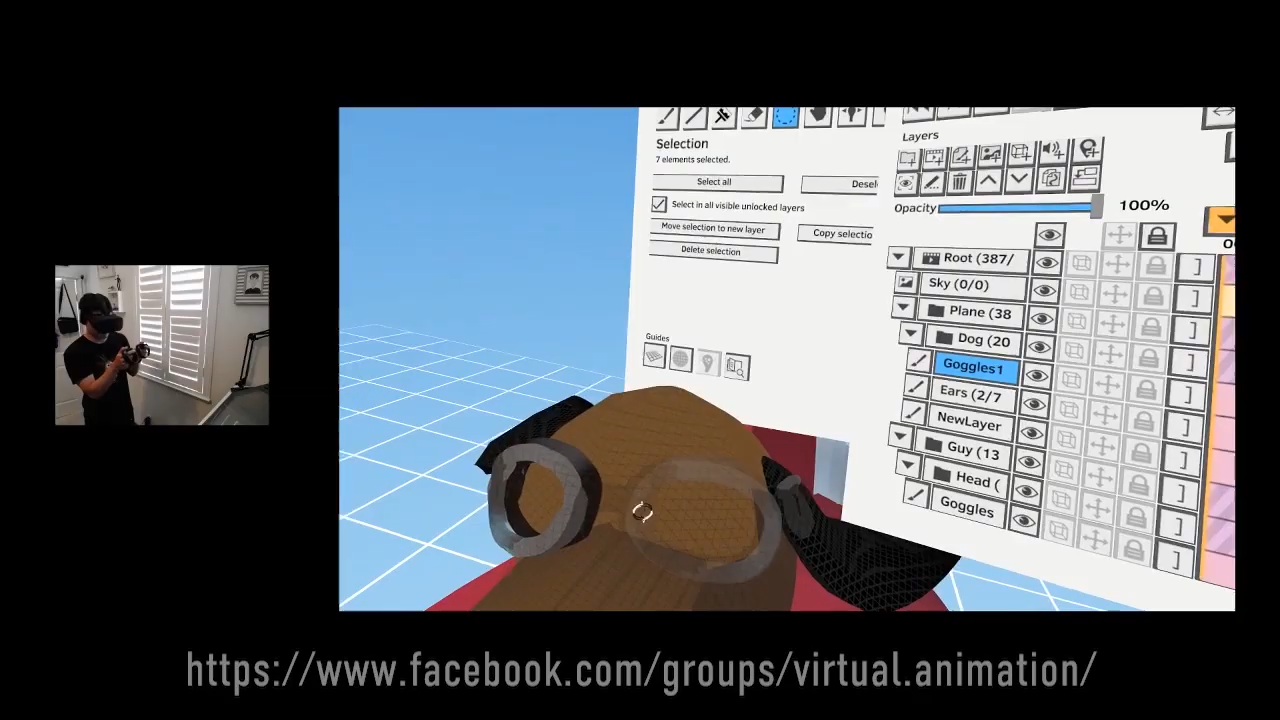 Selection
7 elements selected.
Select all
Desel
Select in all visible unlocked layers
Move selection to new layer
Copy selectio
Delete selection
Guides
Layers
Opacity
100%
Root (387/
Sky (0/0)
Plane (38
Dog (20
Goggles1
Ears (2/7
NewLayer
Guy (13
Head (
Goggles
https://www.facebook.com/groups/virtual.animation/